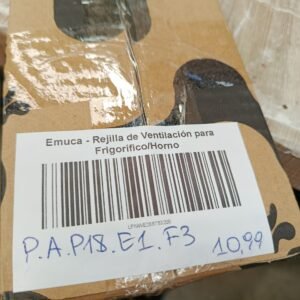 Emuca - Rejilla de Ventilación para
Frigorífico/Horno
P.A.P18.E1.F3 10,99